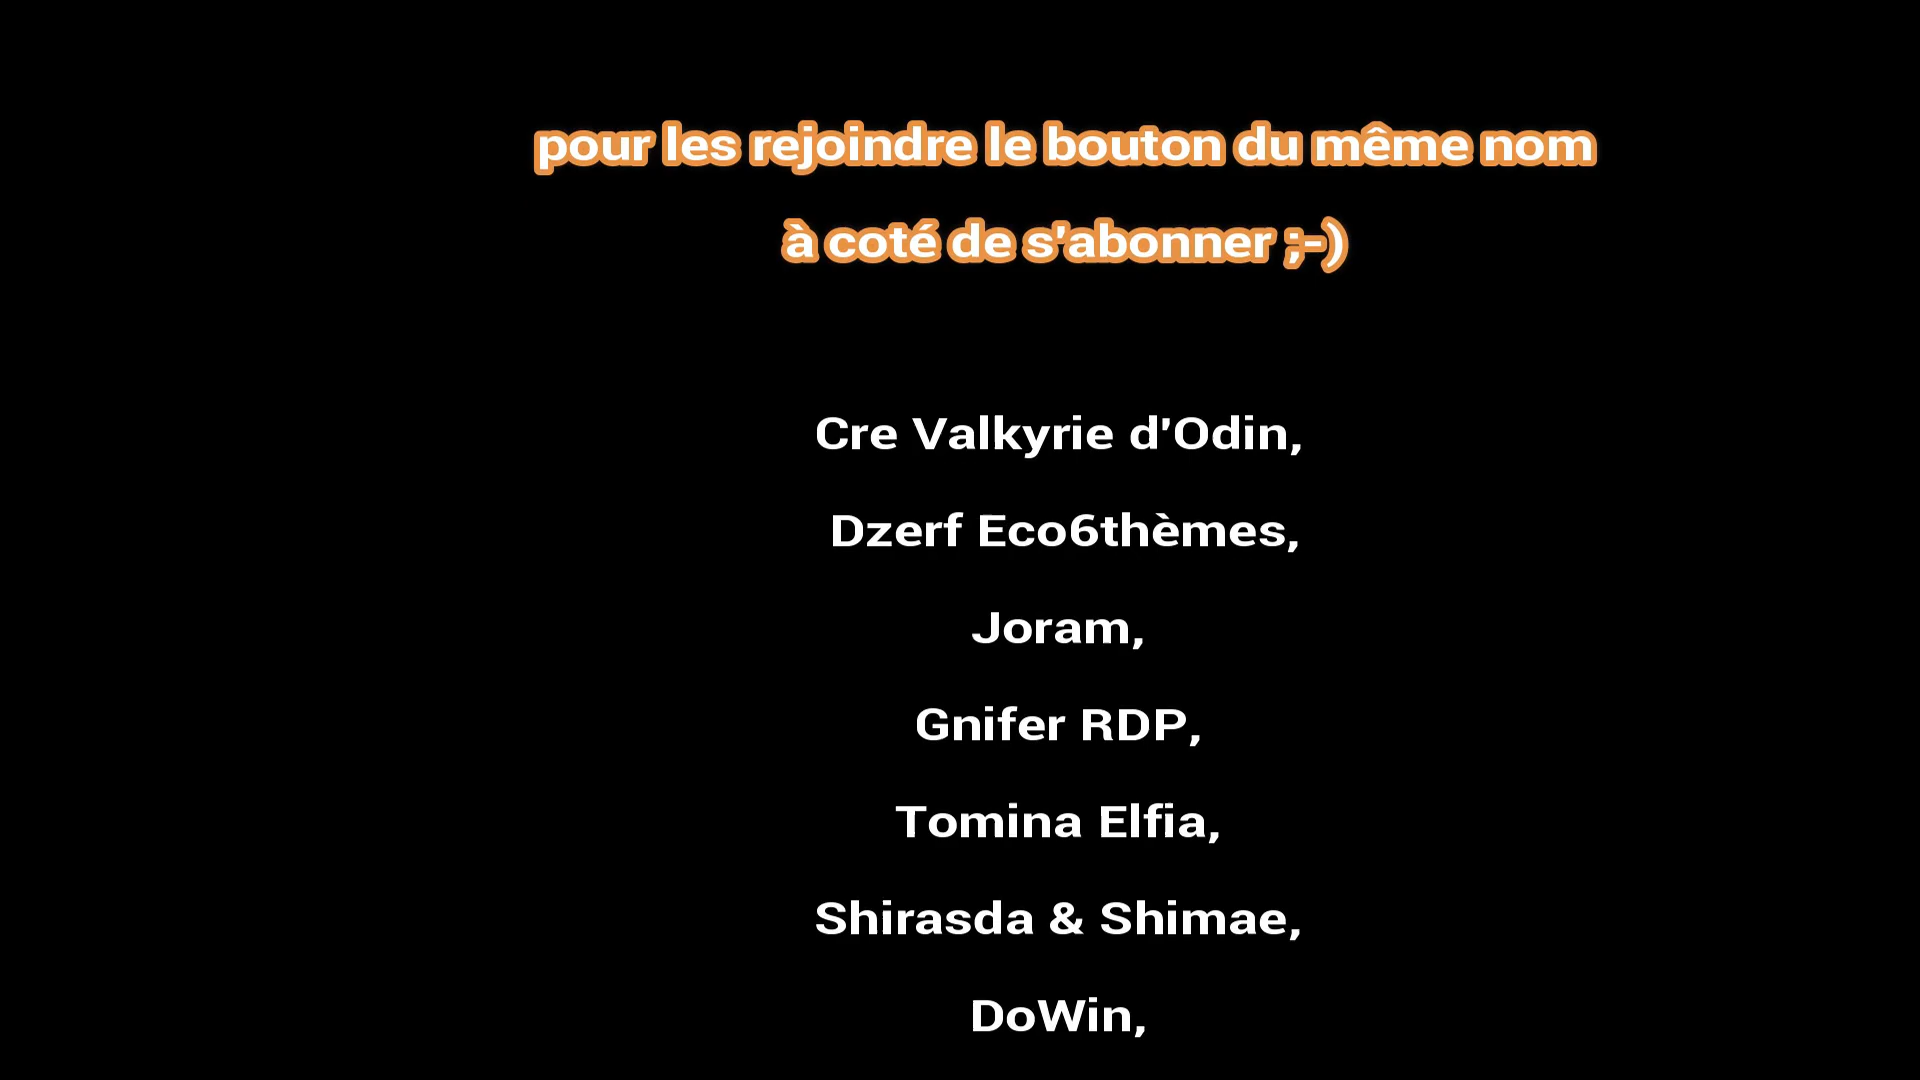 pour les rejoindre le bouton du même nom
à coté de s'abonner ;-)
Cre Valkyrie d'Odin,
Dzerf Eco6thèmes,
Joram,
Gnifer RDP,
Tomina Elfia,
Shirasda & Shimae,
DoWin,